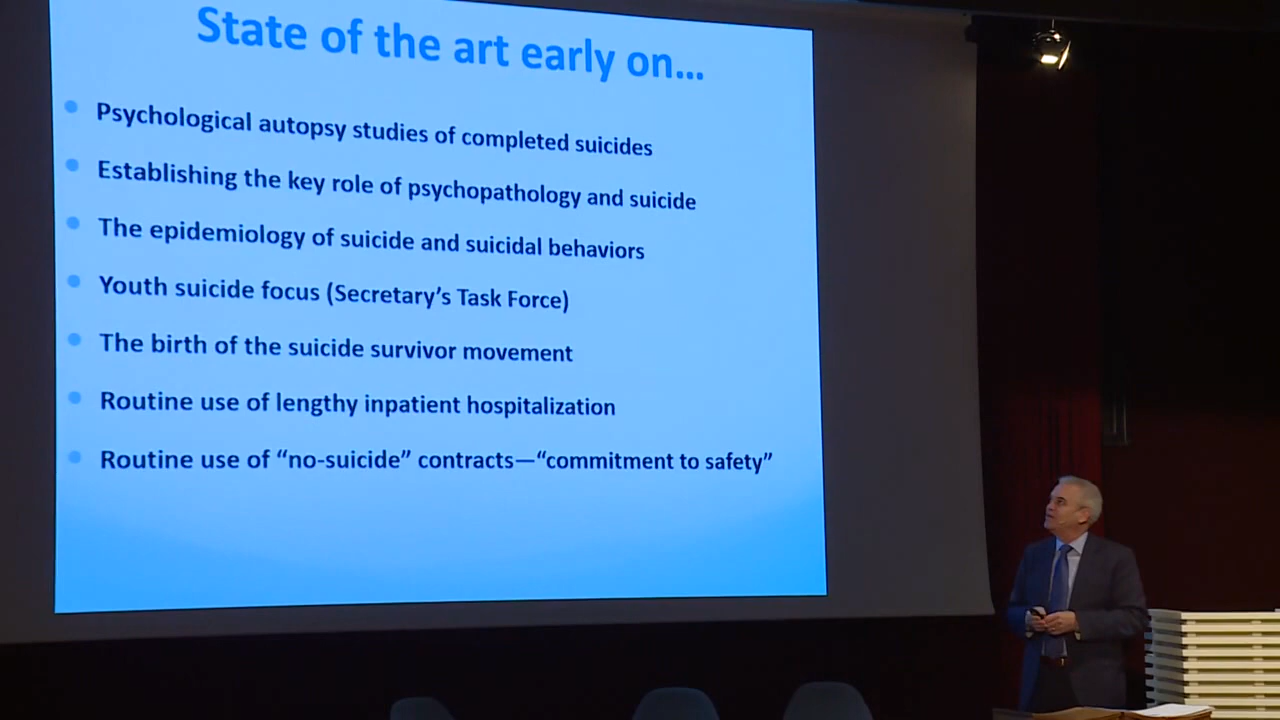 State of the art early on...
Psychological autopsy studies of completed suicides
Establishing the key role of psychopathology and suicide
The epidemiology of suicide and suicidal behaviors
Youth suicide focus (Secretary’s Task Force)
The birth of the suicide survivor movement
Routine use of lengthy inpatient hospitalization
Routine use of “no-suicide” contracts—“commitment to safety”